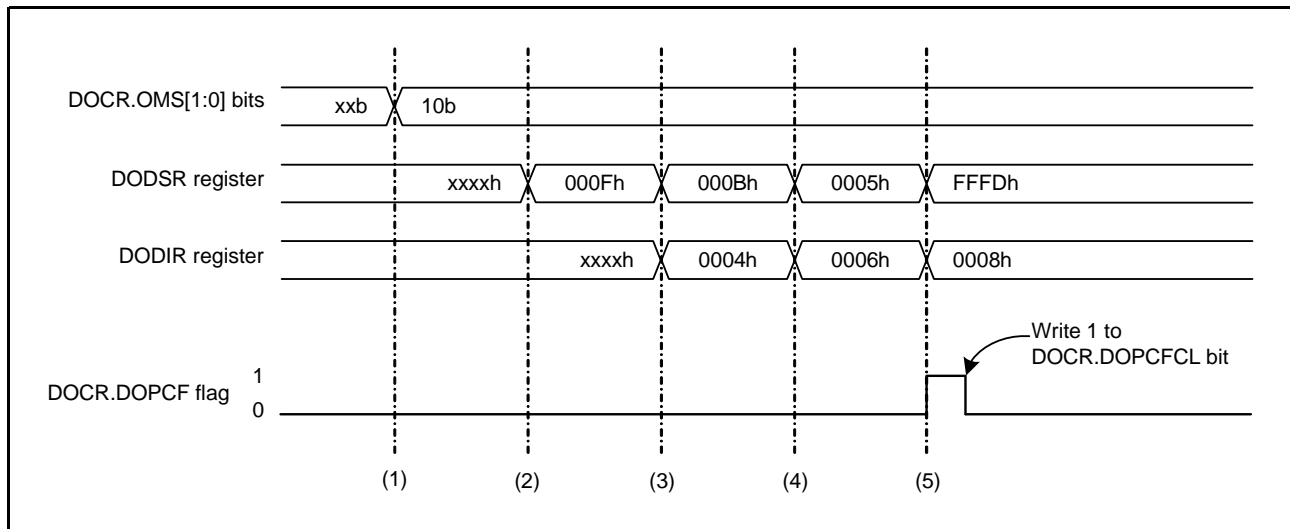 DOCR.OMS[1:0] bits xxb 10b
DODSR register xxxxh 000Fh 000Bh 0005h FFFDh
DODIR register xxxxh 0004h 0006h 0008h
Write 1 to
DOCR.DOPCFCL bit
DOCR.DOPCF flag 1
0
(1) (2) (3) (4) (5)